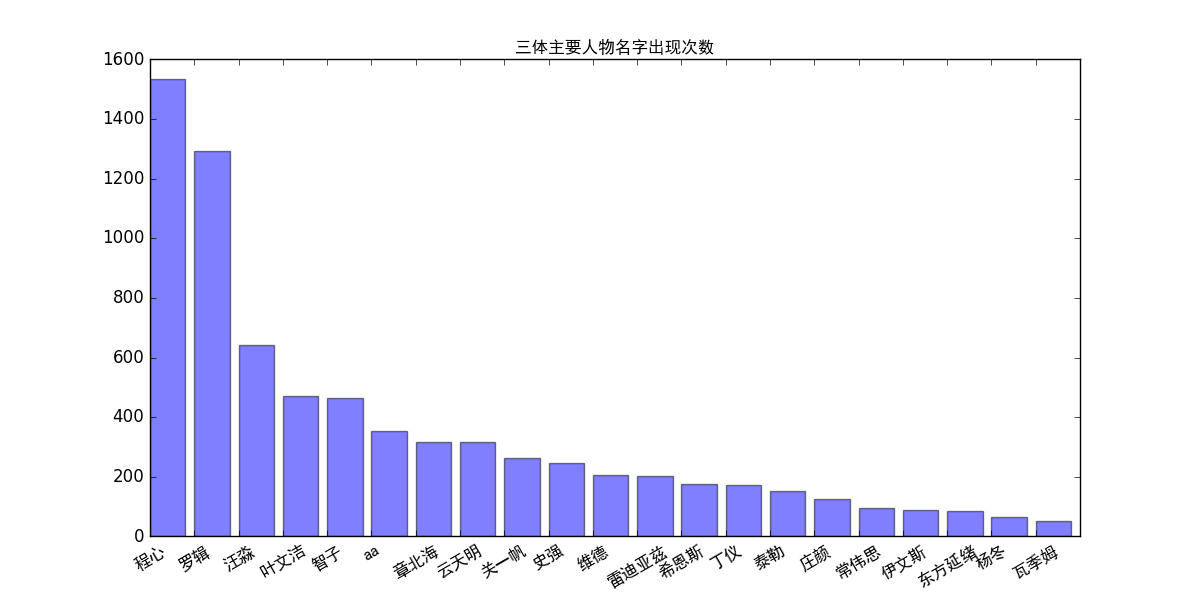 三体主要人物名字出现次数
1600
1400
1200
1000
800
600
400
200
0
程心
罗辑
汪淼
叶文洁
智子
aa
章北海
云天明
关一帆
史强
维德
雷迪亚兹
希恩斯
丁仪
泰勒
庄颜
常伟思
伊文斯
东方延绪
杨冬
瓦季姆